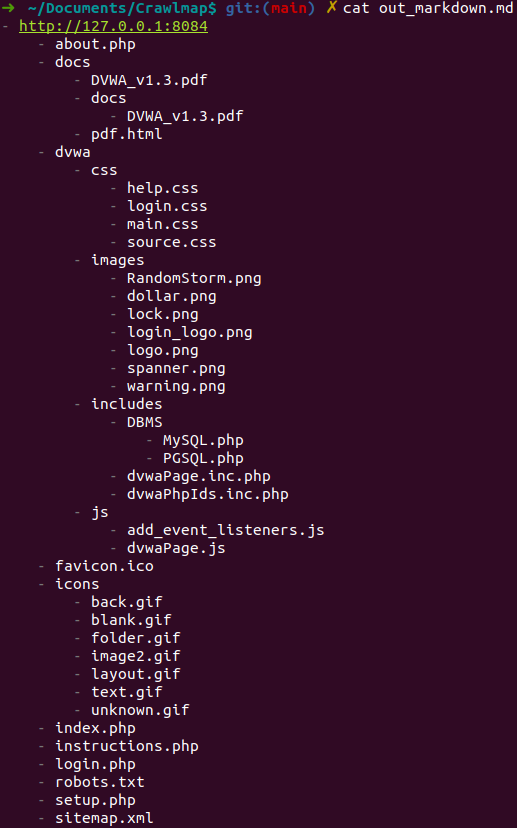 ➜ ~/Documents/Crawlmap$ git:(main) ✗ cat out_markdown.md
- http://127.0.0.1:8084
    - about.php
    - docs
        - DVWA_v1.3.pdf
        - docs
            - DVWA_v1.3.pdf
        - pdf.html
    - dvwa
        - css
            - help.css
            - login.css
            - main.css
            - source.css
        - images
            - RandomStorm.png
            - dollar.png
            - lock.png
            - login_logo.png
            - logo.png
            - spanner.png
            - warning.png
        - includes
            - DBMS
                - MySQL.php
                - PGSQL.php
            - dvwaPage.inc.php
            - dvwaPhpIds.inc.php
        - js
            - add_event_listeners.js
            - dvwaPage.js
    - favicon.ico
    - icons
        - back.gif
        - blank.gif
        - folder.gif
        - image2.gif
        - layout.gif
        - text.gif
        - unknown.gif
    - index.php
    - instructions.php
    - login.php
    - robots.txt
    - setup.php
    - sitemap.xml